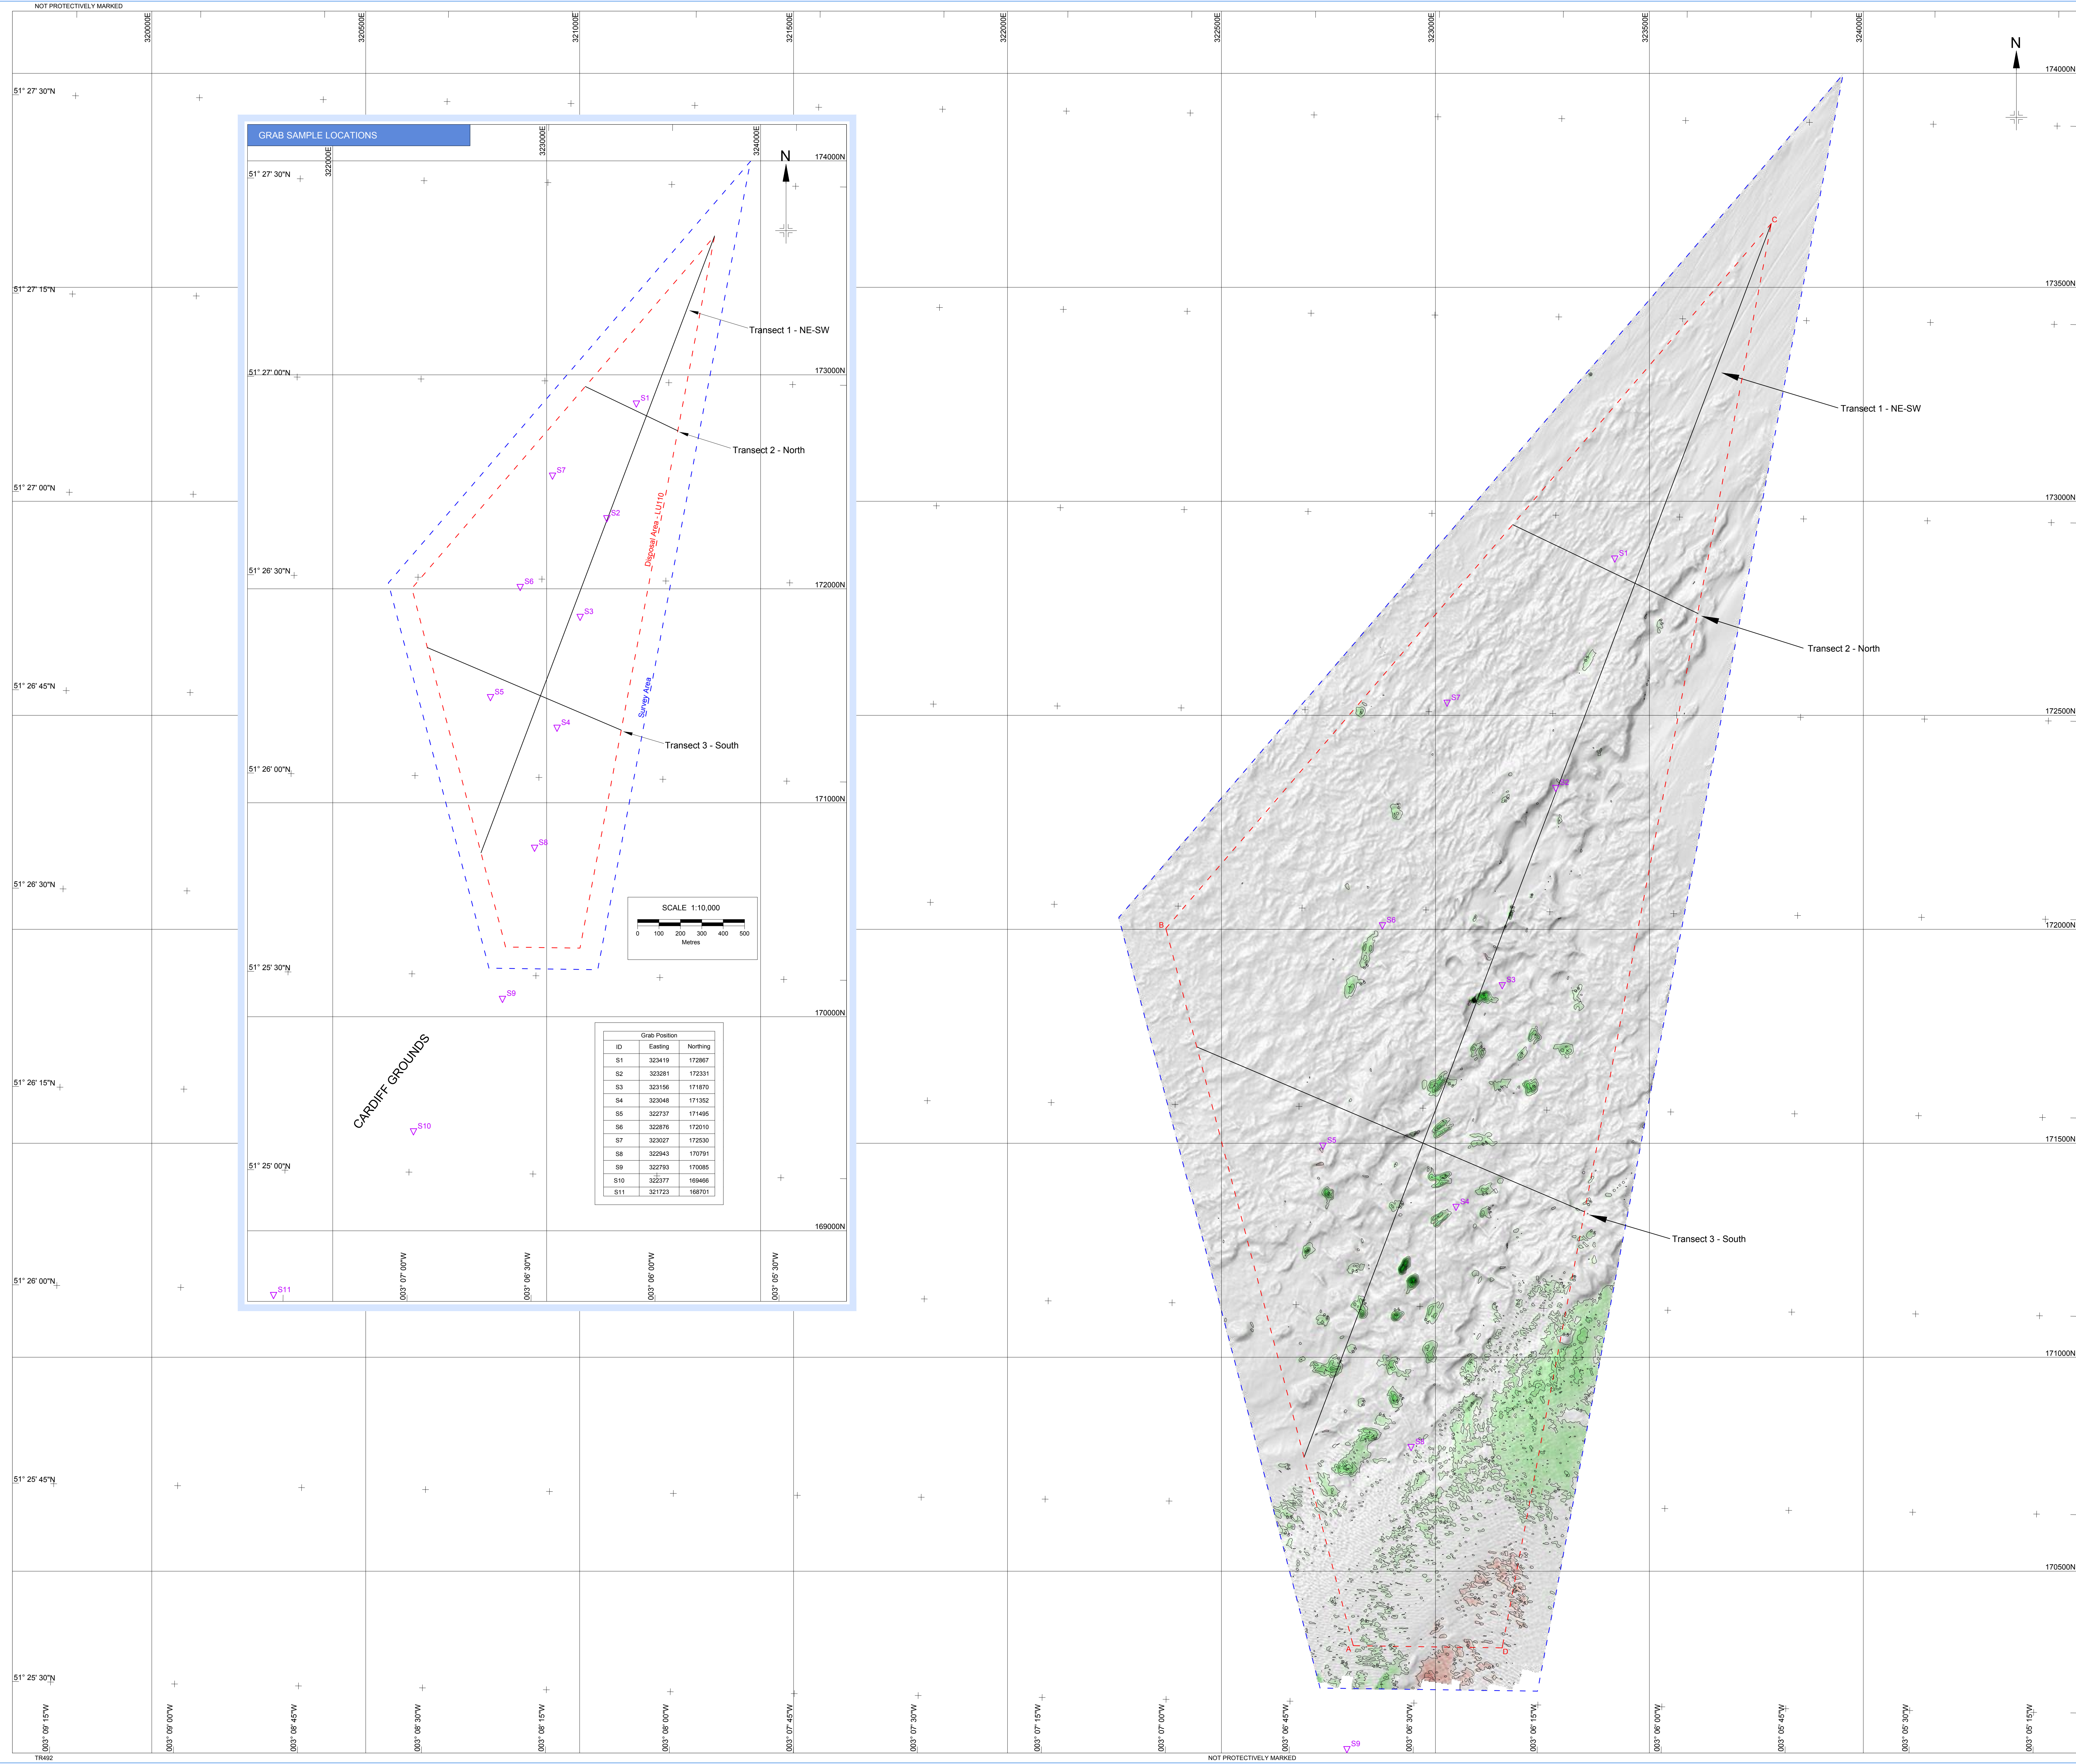 NOT PROTECTIVELY MARKED
320000E
320500E
321000E
321500E
322000E
322500E
323000E
323500E
324000E
N
174000N
173500N
173000N
172500N
172000N
171500N
171000N
170500N
51° 27' 30"N
51° 27' 15"N
51° 27' 00"N
51° 26' 45"N
51° 26' 30"N
51° 26' 15"N
51° 26' 00"N
51° 25' 45"N
51° 25' 30"N
GRAB SAMPLE LOCATIONS
322000E
323000E
324000E
N
174000N
173000N
172000N
171000N
170000N
169000N
51° 27' 30"N
51° 27' 00"N
51° 26' 30"N
51° 26' 00"N
51° 25' 30"N
51° 25' 00"N
Transect 1 - NE-SW
S1
Transect 2 - North
S7
S2
Disposal Area - LU110
S6
S3
Survey Area
S5
S4
Transect 3 - South
S8
SCALE 1:10,000
0 100 200 300 400 500
Metres
S9
CARDIFF GROUNDS
S10
S11
Grab Position
ID Easting Northing
S1 323419 172867
S2 323281 172331
S3 323156 171870
S4 323048 171352
S5 322737 171495
S6 322876 172010
S7 323027 172530
S8 322943 170791
S9 322793 170085
S10 322377 169466
S11 321723 168701
003° 07' 00"W
003° 06' 30"W
003° 06' 00"W
003° 05' 30"W
C
Transect 1 - NE-SW
S1
Transect 2 - North
S7
S2
B
S6
S3
S5
S4
Transect 3 - South
S8
A
D
S9
003° 09' 15"W
003° 09' 00"W
003° 08' 45"W
003° 08' 30"W
003° 08' 15"W
003° 08' 00"W
003° 07' 45"W
003° 07' 30"W
003° 07' 15"W
003° 07' 00"W
003° 06' 45"W
003° 06' 30"W
003° 06' 15"W
003° 06' 00"W
003° 05' 45"W
003° 05' 30"W
003° 05' 15"W
TR492
NOT PROTECTIVELY MARKED